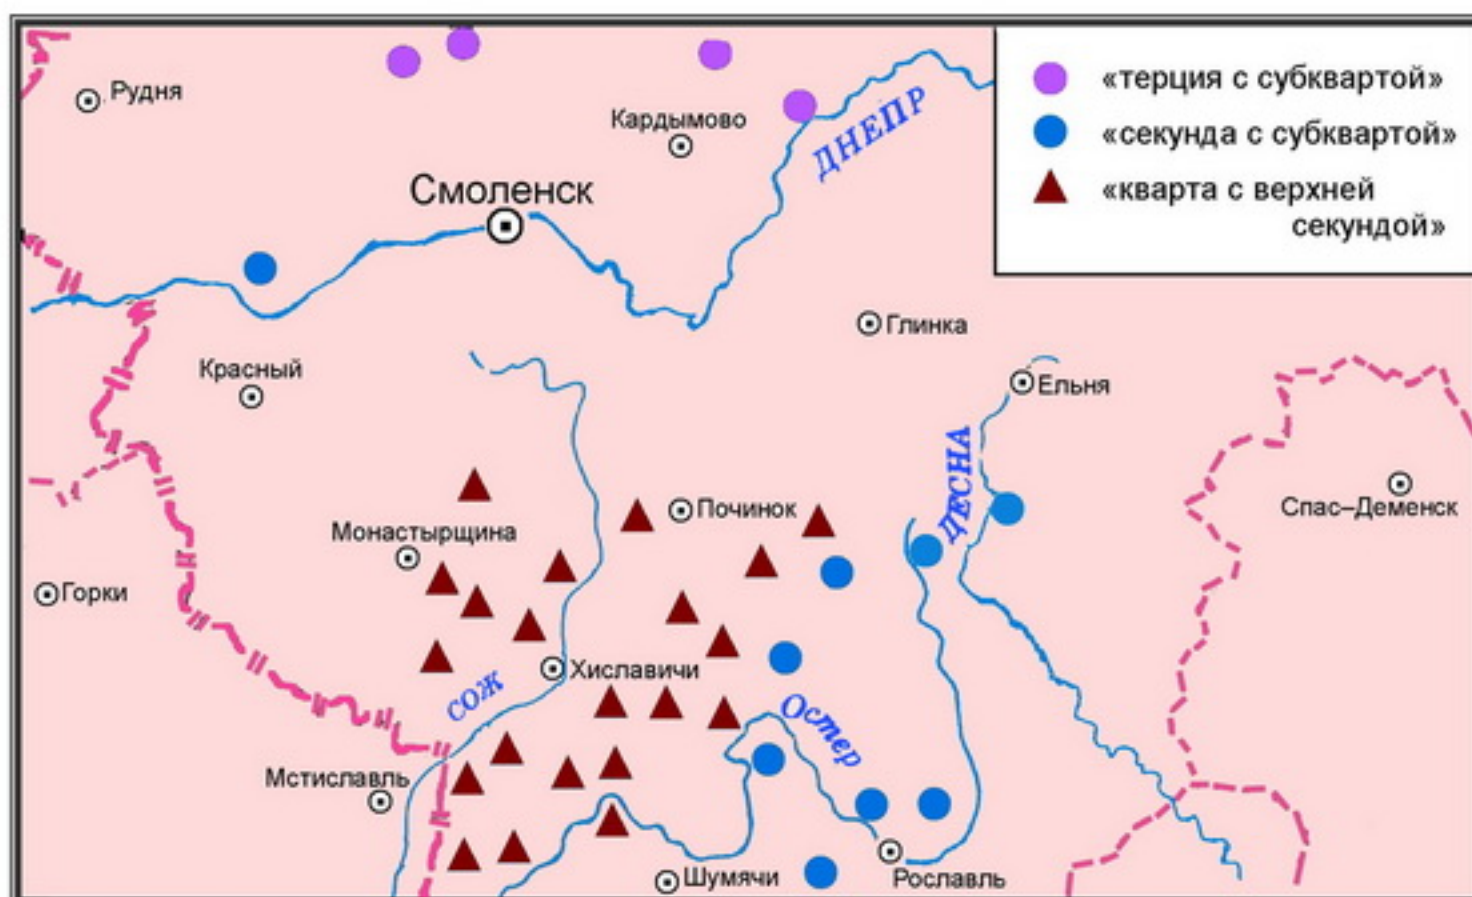 Рудня
Кардымово
ДНЕПР
Смоленск
«терция с субквартой»
«секунда с субквартой»
«кварта с верхней
секундой»
Глинка
Красный
Ельня
ДЕСНА
Починок
Спас–Деменск
Монастырщина
Горки
Хиславичи
сож
Остер
Мстиславль
Шумячи
Рославль